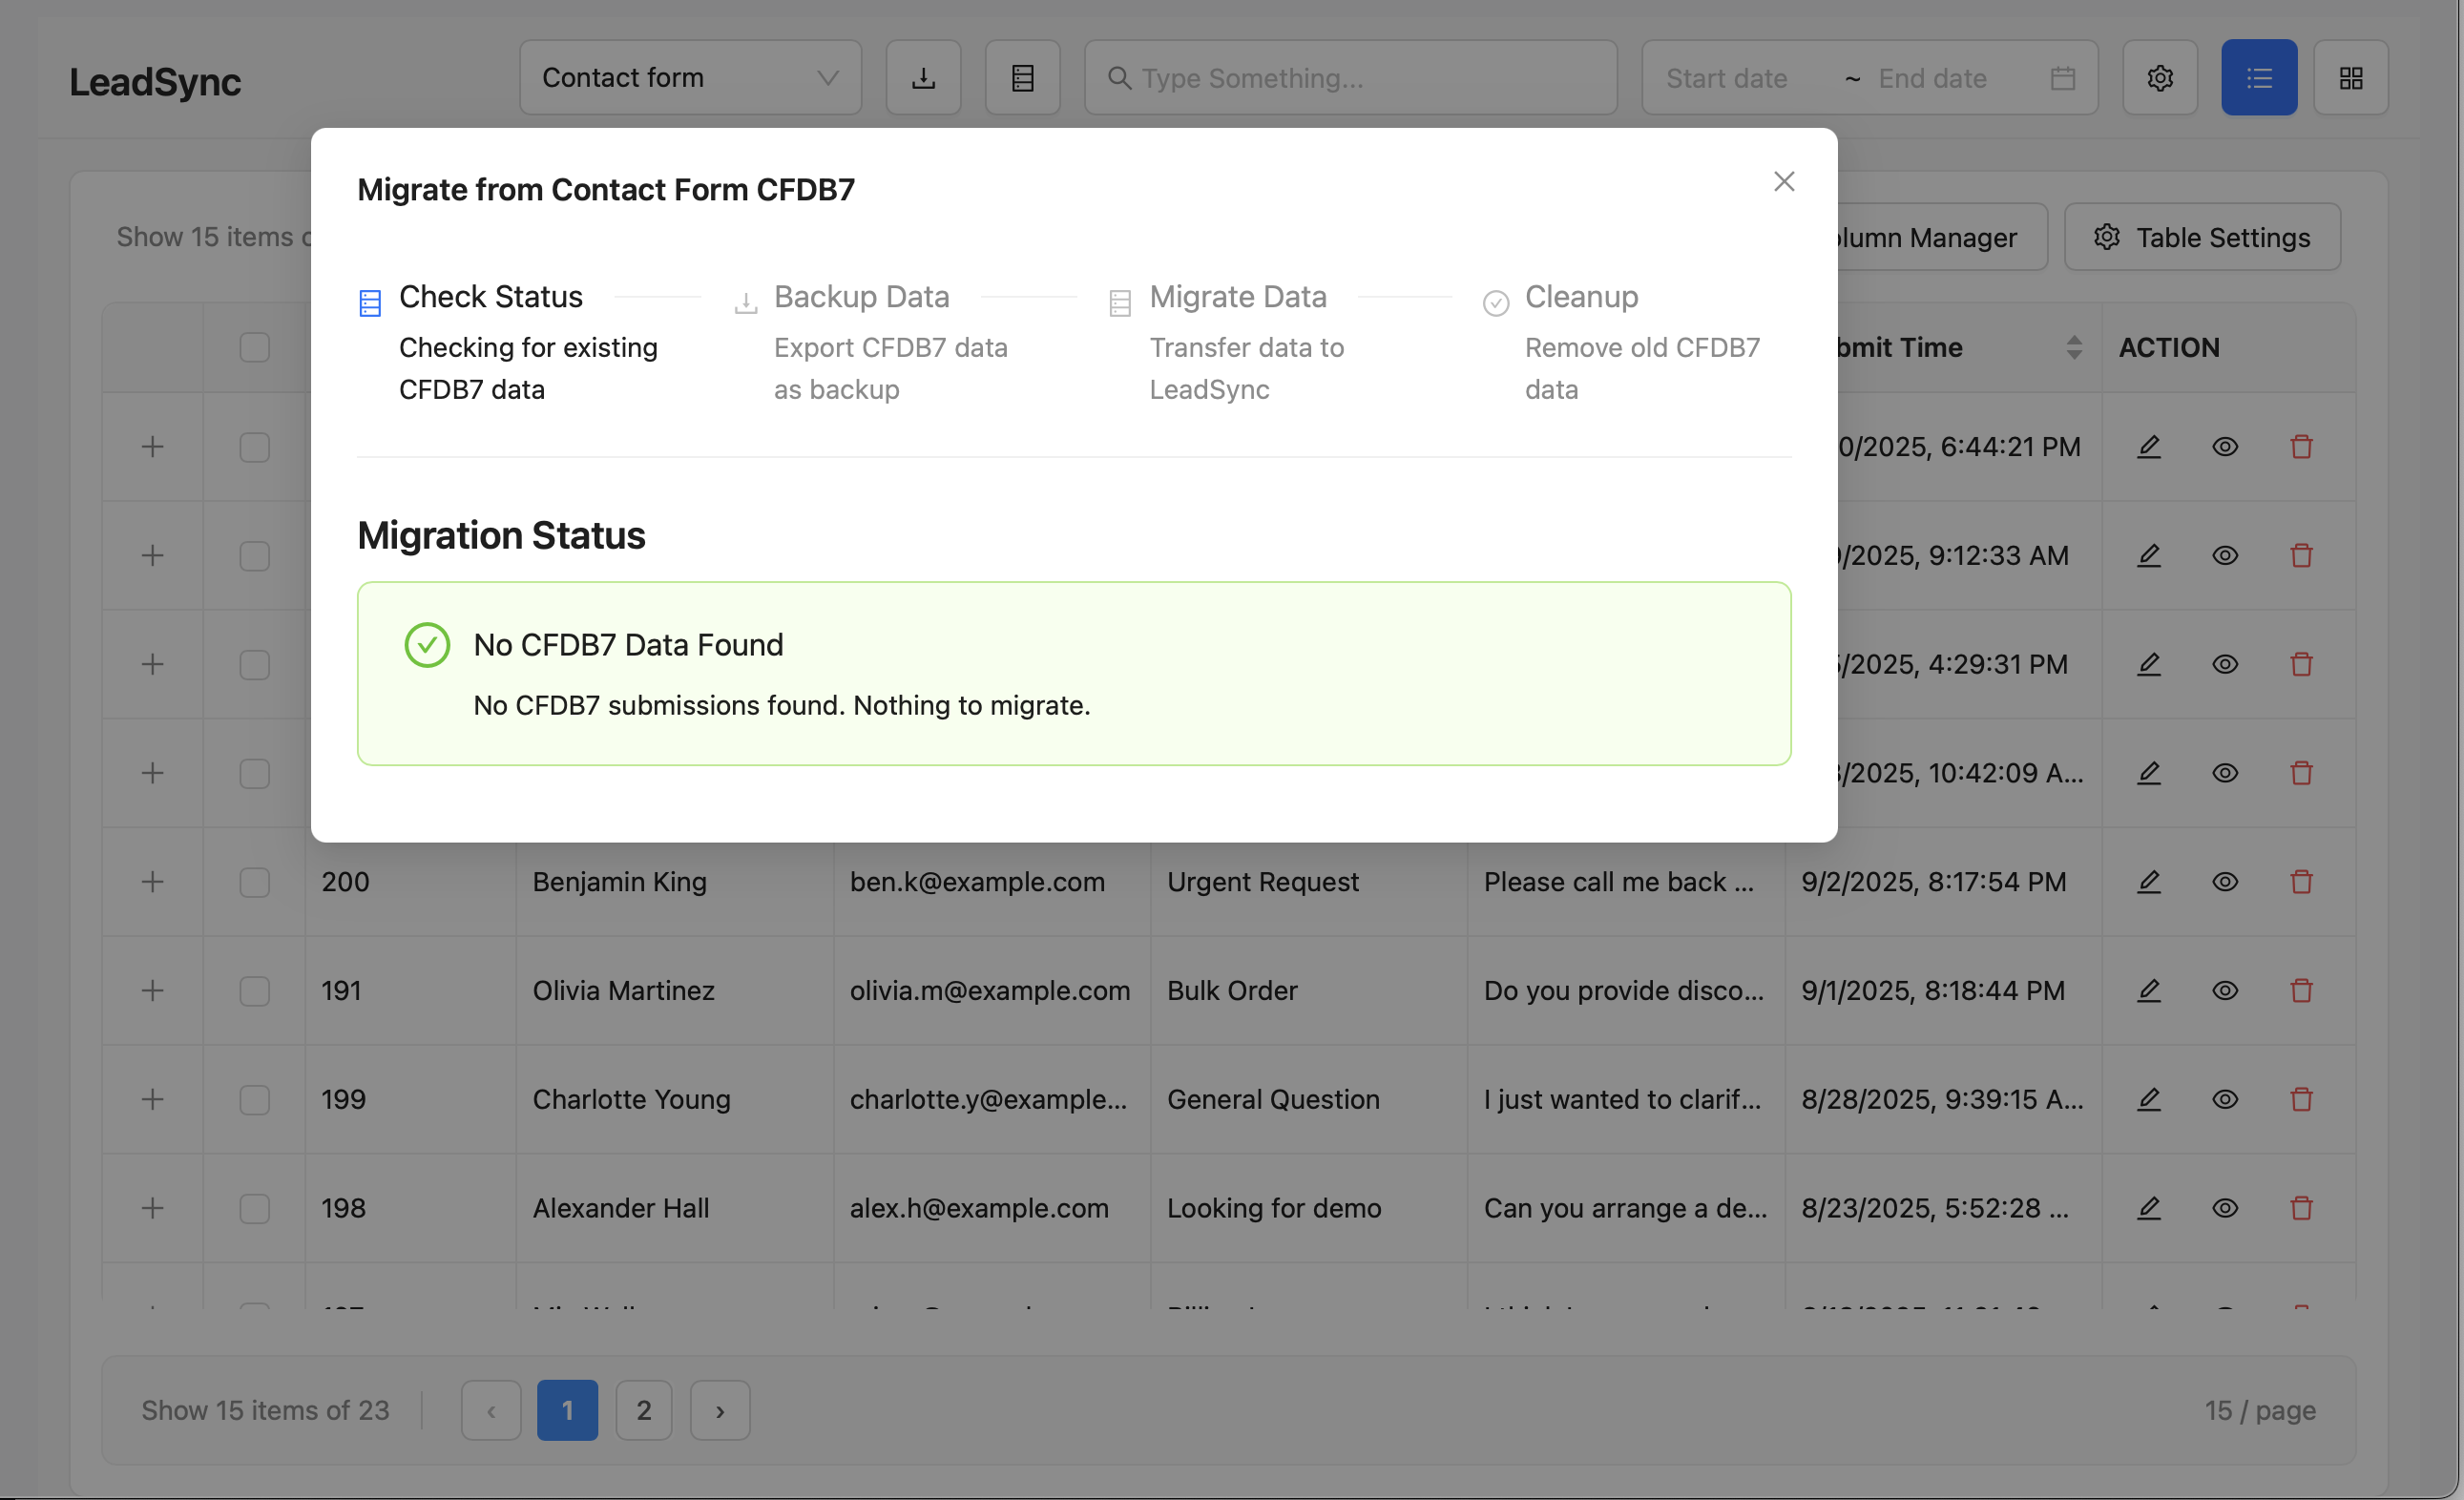 LeadSync
Contact form
Type Something...
Start date ~ End date
Migrate from Contact Form CFDB7
Show 15 items
Column Manager
Table Settings
Check Status
Checking for existing
CFDB7 data
Backup Data
Export CFDB7 data
as backup
Migrate Data
Transfer data to
LeadSync
Cleanup
Remove old CFDB7
data
Submit Time
ACTION
0/2025, 6:44:21 PM
/2025, 9:12:33 AM
/2025, 4:29:31 PM
/2025, 10:42:09 A...
Migration Status
No CFDB7 Data Found
No CFDB7 submissions found. Nothing to migrate.
200 Benjamin King ben.k@example.com Urgent Request Please call me back ... 9/2/2025, 8:17:54 PM
191 Olivia Martinez olivia.m@example.com Bulk Order Do you provide disco... 9/1/2025, 8:18:44 PM
199 Charlotte Young charlotte.y@example... General Question I just wanted to clarif... 8/28/2025, 9:39:15 A...
198 Alexander Hall alex.h@example.com Looking for demo Can you arrange a de... 8/23/2025, 5:52:28 ...
Show 15 items of 23
‹ 1 2 ›
15 / page